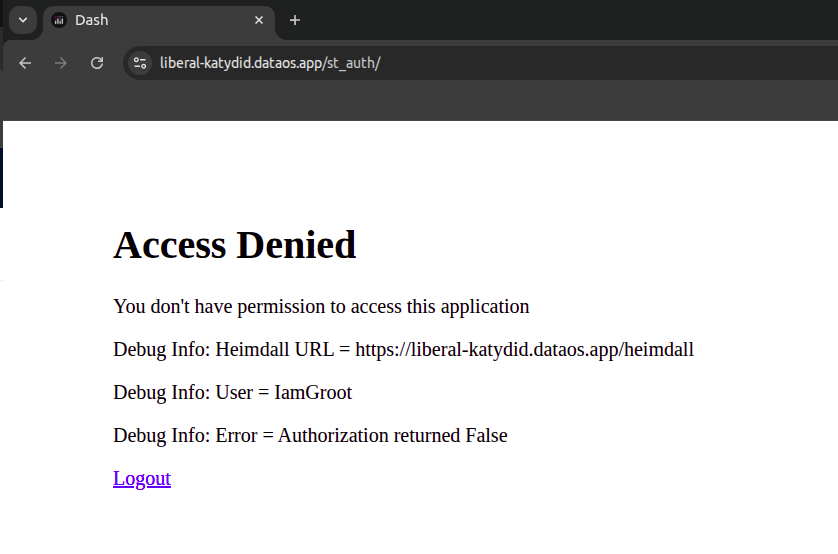 Dash
liberal-katydid.dataos.app/st_auth/
Access Denied
You don't have permission to access this application
Debug Info: Heimdall URL = https://liberal-katydid.dataos.app/heimdall
Debug Info: User = IamGroot
Debug Info: Error = Authorization returned False
Logout